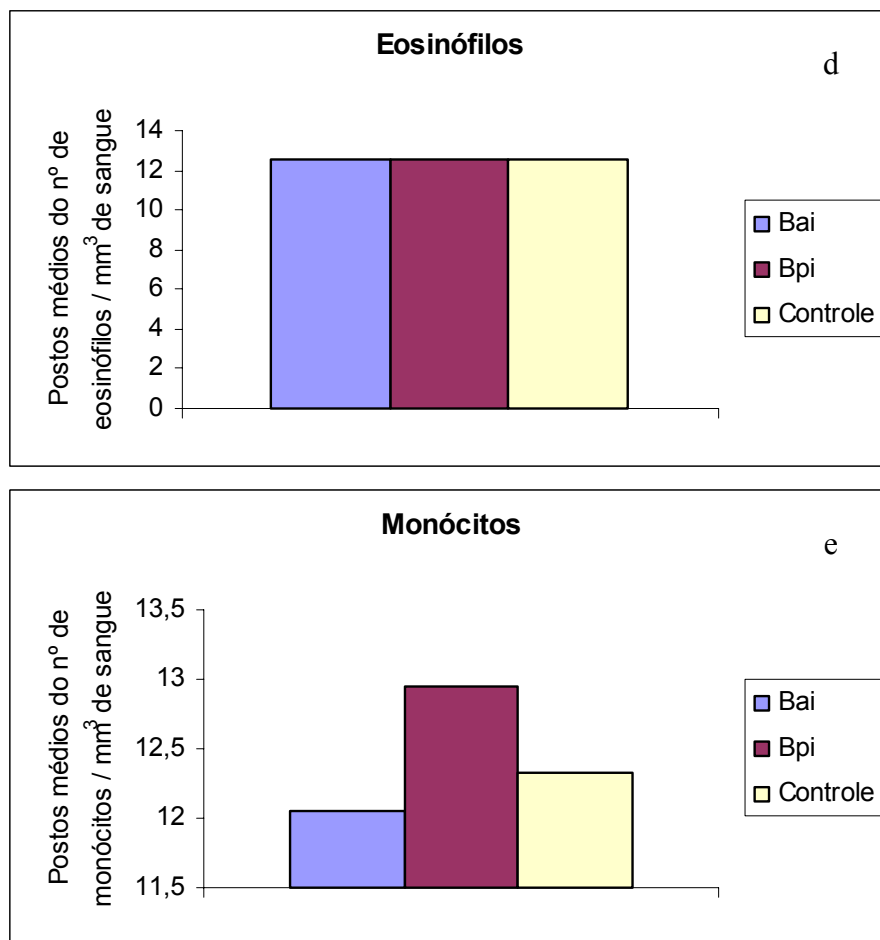 Eosinófilos
d
Postos médios do nº de
eosinófilos / mm³ de sangue
14
12
10
8
6
4
2
0
Bai
Bpi
Controle
Monócitos
e
Postos médios do nº de
monócitos / mm³ de sangue
13,5
13
12,5
12
11,5
Bai
Bpi
Controle